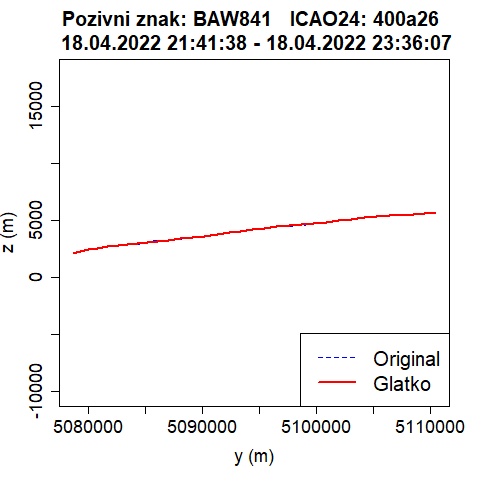 Pozivni znak: BAW841   ICAO24: 400a26
18.04.2022 21:41:38 - 18.04.2022 23:36:07
15000
5000
0
-10000
z (m)
Original
Glatko
5080000 5090000 5100000 5110000
y (m)